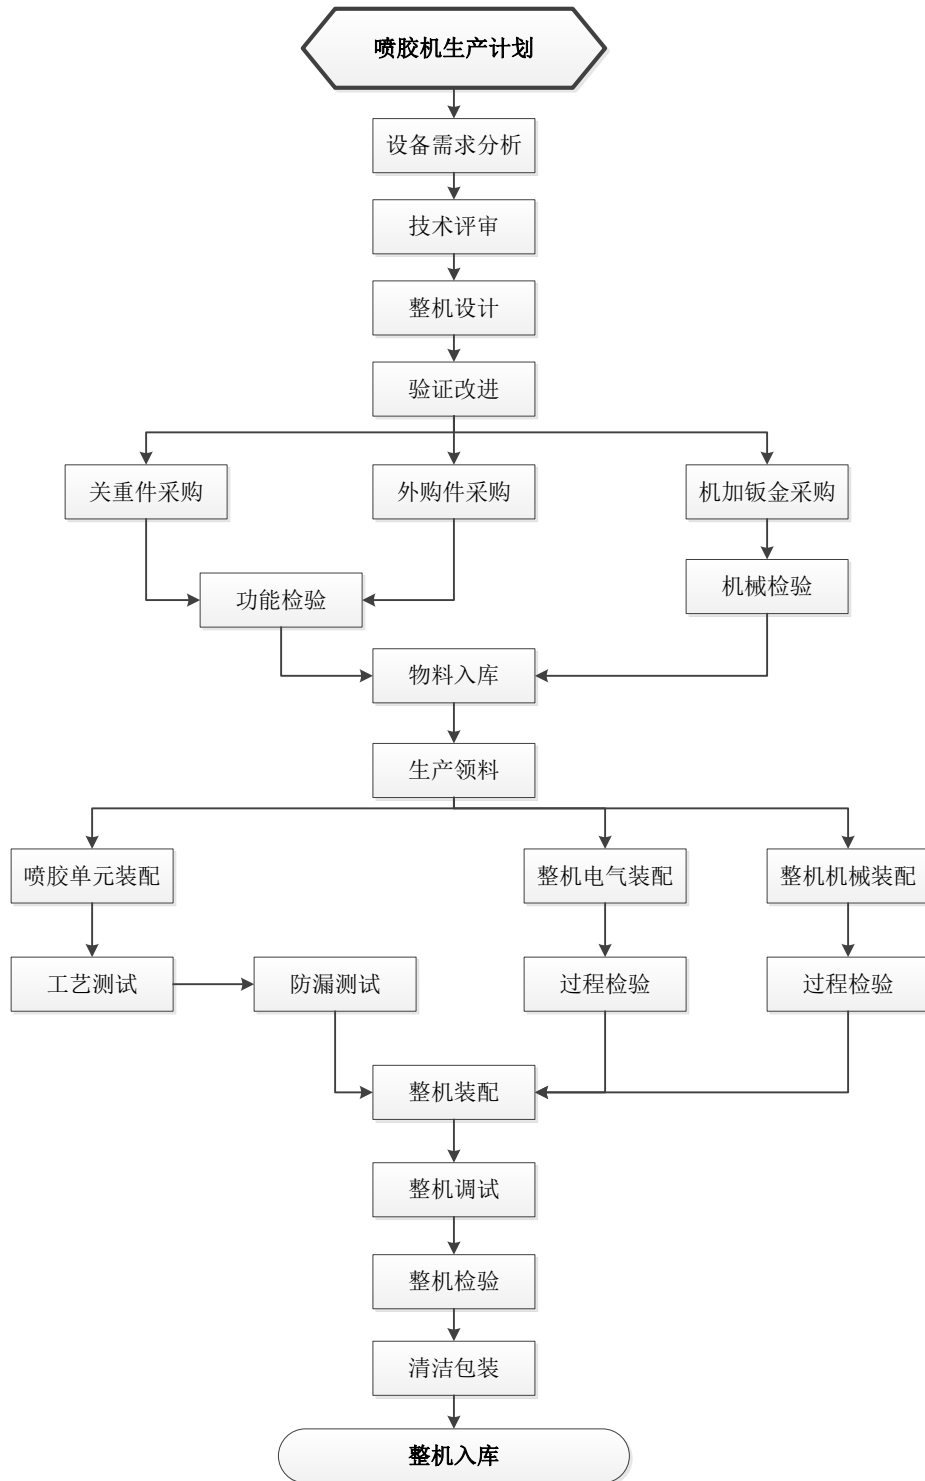 喷胶机生产计划
设备需求分析
技术评审
整机设计
验证改进
关重件采购
外购件采购
机加钣金采购
功能检验
机械检验
物料入库
生产领料
喷胶单元装配
整机电气装配
整机机械装配
工艺测试
防漏测试
过程检验
过程检验
整机装配
整机调试
整机检验
清洁包装
整机入库